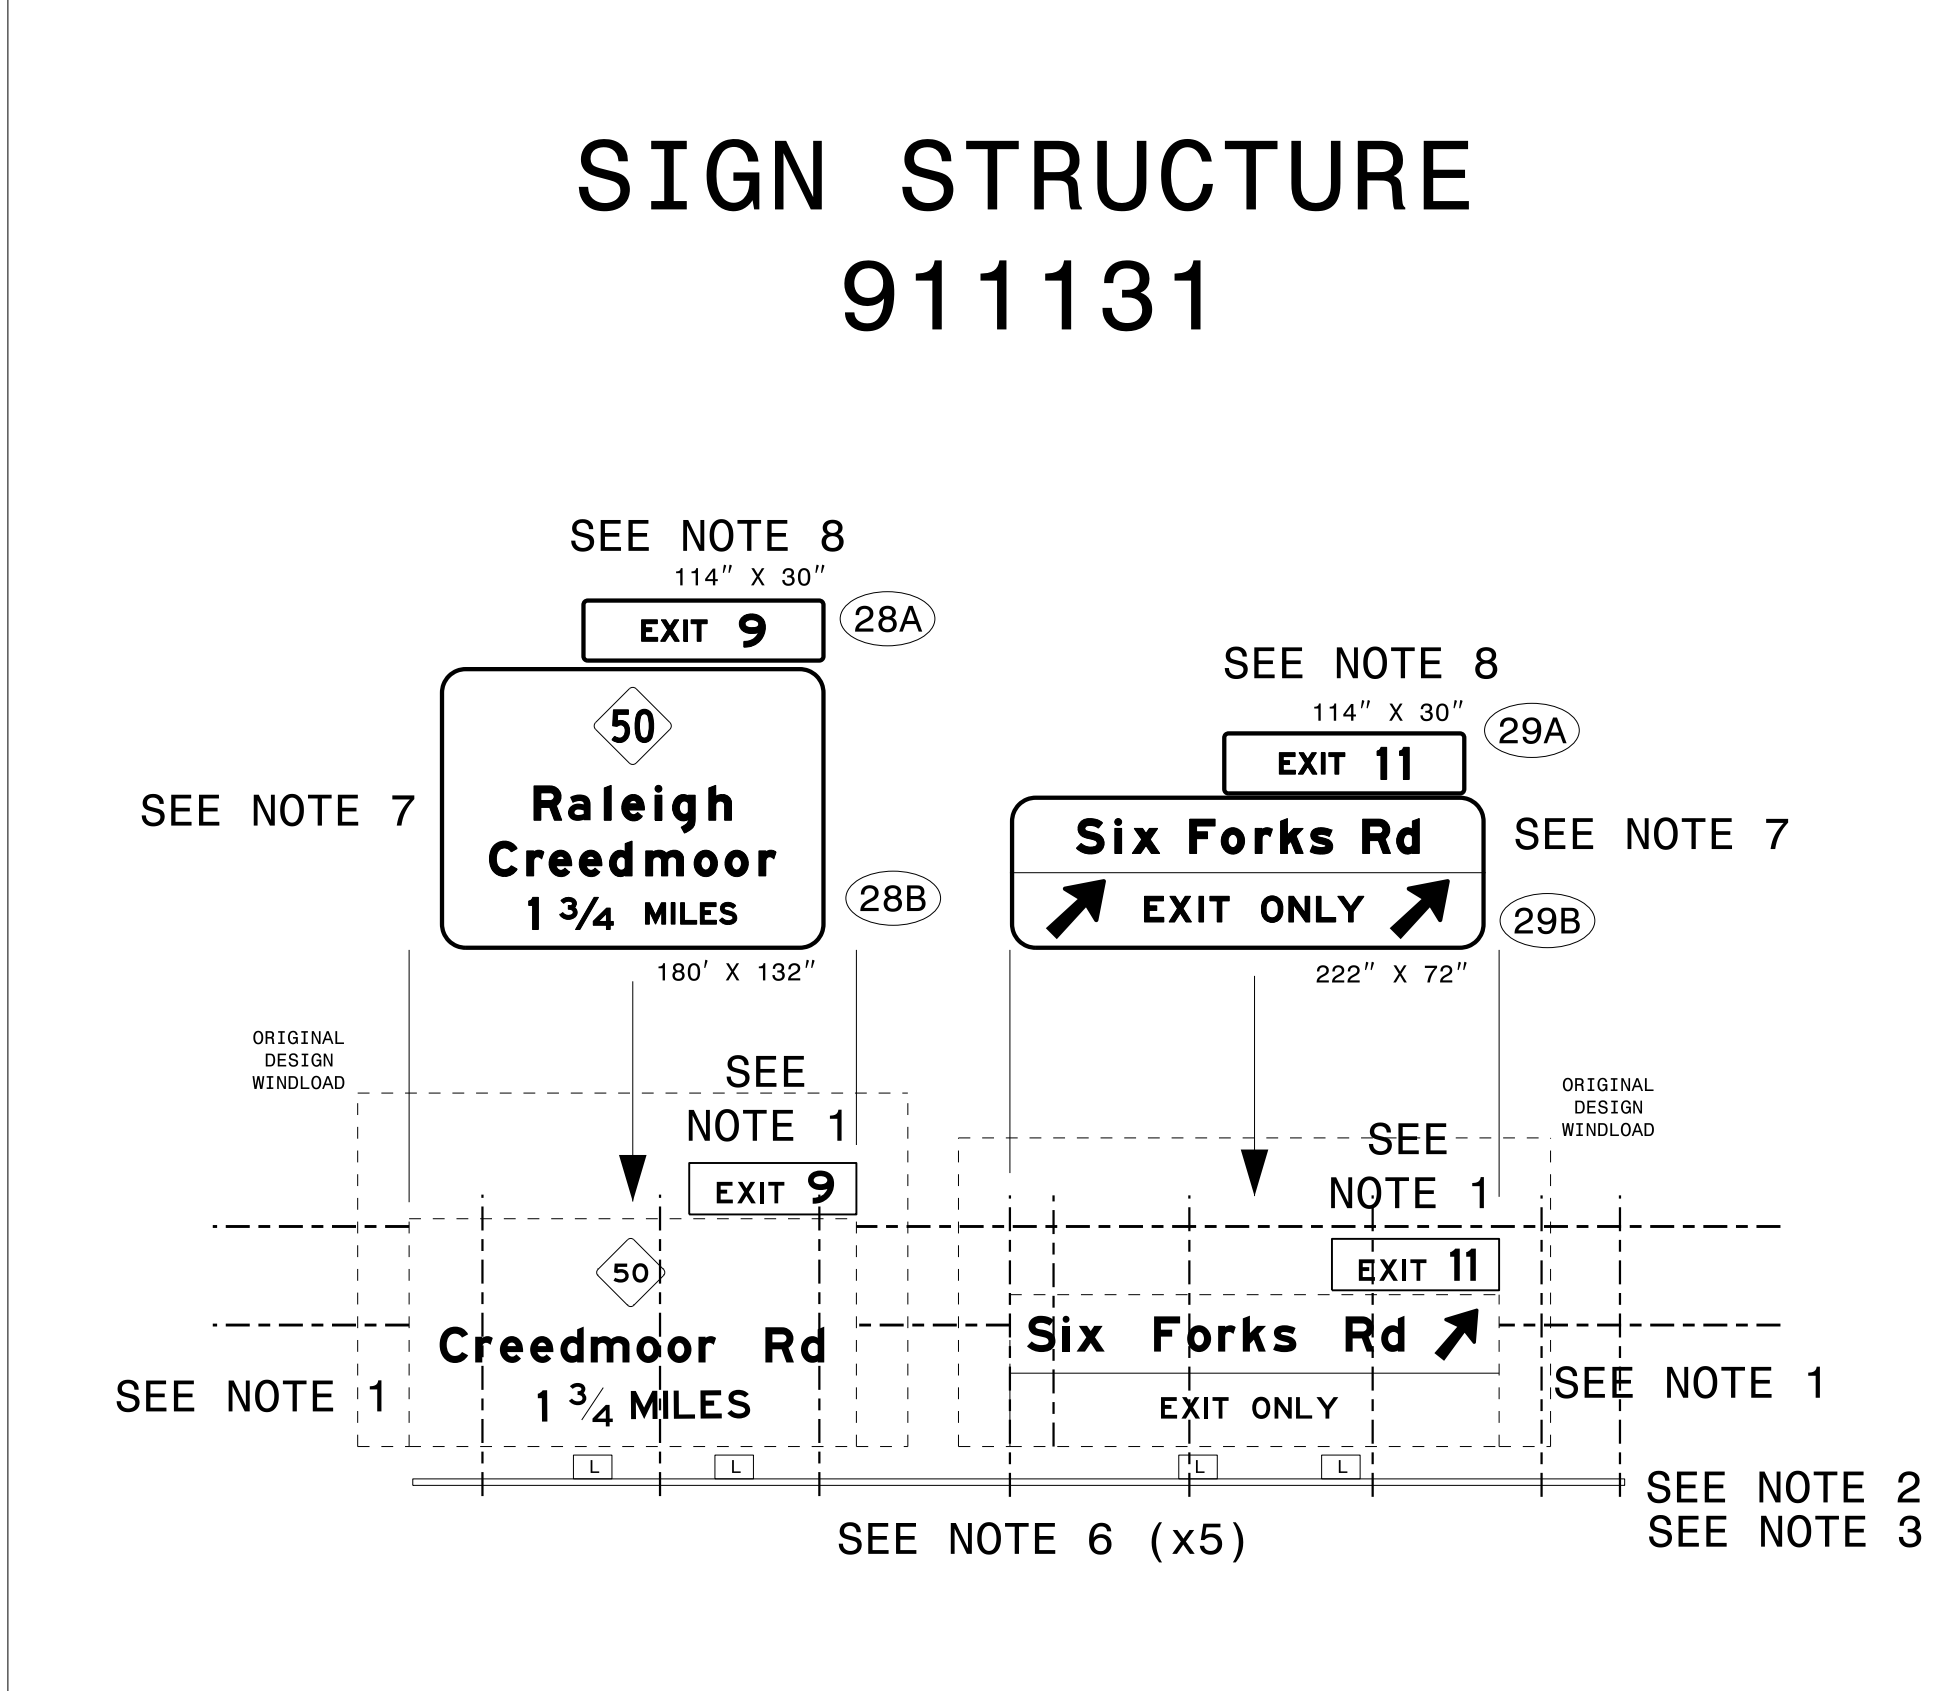 SIGN STRUCTURE
911131
SEE NOTE 8
114" X 30"
EXIT 9
28A
50
Raleigh
Creedmoor
1 3/4 MILES
SEE NOTE 7
28B
180' X 132"
SEE NOTE 8
114" X 30"
29A
EXIT 11
Six Forks Rd
EXIT ONLY
SEE NOTE 7
29B
222" X 72"
ORIGINAL
DESIGN
WINDLOAD
SEE
NOTE 1
EXIT 9
50
Creedmoor Rd
1 3/4 MILES
SEE NOTE 1
L
L
ORIGINAL
DESIGN
WINDLOAD
SEE
NOTE 1
EXIT 11
Six Forks Rd
EXIT ONLY
SEE NOTE 1
L
L
SEE NOTE 2
SEE NOTE 3
SEE NOTE 6 (x5)